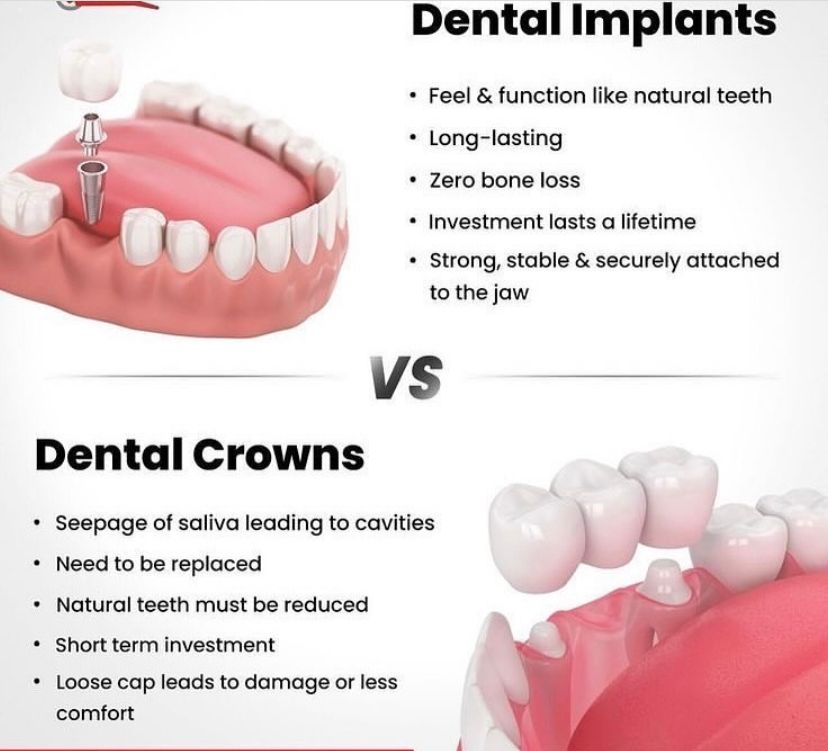 Dental Implants
• Feel & function like natural teeth
• Long-lasting
• Zero bone loss
• Investment lasts a lifetime
• Strong, stable & securely attached
to the jaw
VS
Dental Crowns
• Seepage of saliva leading to cavities
• Need to be replaced
• Natural teeth must be reduced
• Short term investment
• Loose cap leads to damage or less
comfort